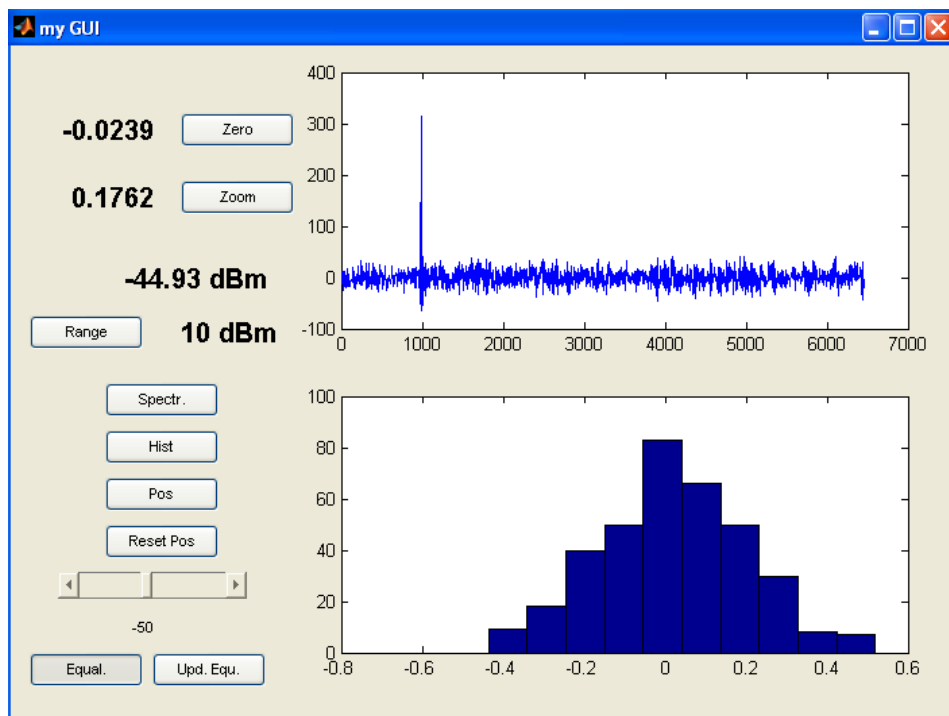 my GUI
-0.0239 Zero
0.1762 Zoom
-44.93 dBm
Range 10 dBm
Spectr.
Hist
Pos
Reset Pos
-50
Equal. Upd. Equ.
400
300
200
100
0
-100
0 1000 2000 3000 4000 5000 6000 7000
100
80
60
40
20
0
-0.8 -0.6 -0.4 -0.2 0 0.2 0.4 0.6